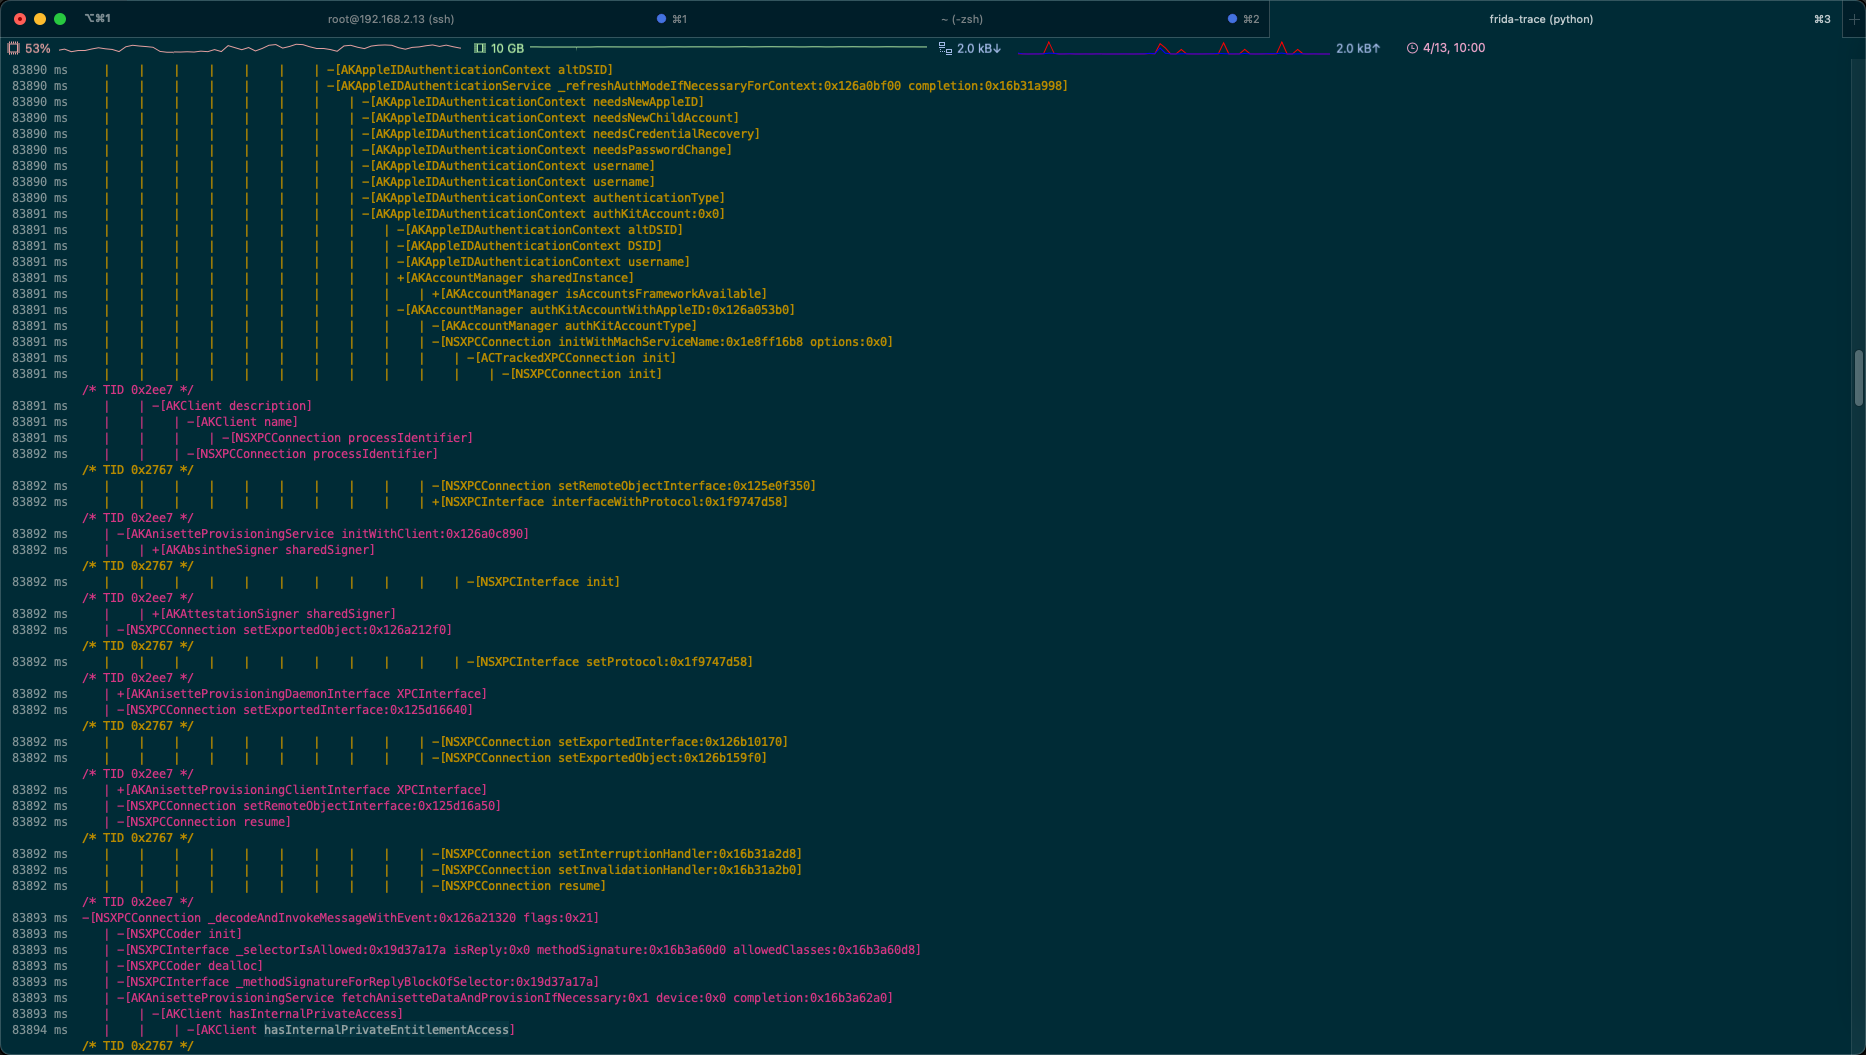 ⌥⌘1 root@192.168.2.13 (ssh) ⌘1 ~ (-zsh) ⌘2 frida-trace (python) ⌘3 +
53% 10 GB 2.0 kB↓ 2.0 kB↑ 4/13, 10:00
83890 ms | | | | | | | -[AKAppleIDAuthenticationContext altDSID]
83890 ms | | | | | | | -[AKAppleIDAuthenticationService _refreshAuthModeIfNecessaryForContext:0x126a0bf00 completion:0x16b31a998]
83890 ms | | | | | | | | -[AKAppleIDAuthenticationContext needsNewAppleID]
83890 ms | | | | | | | | -[AKAppleIDAuthenticationContext needsNewChildAccount]
83890 ms | | | | | | | | -[AKAppleIDAuthenticationContext needsCredentialRecovery]
83890 ms | | | | | | | | -[AKAppleIDAuthenticationContext needsPasswordChange]
83890 ms | | | | | | | | -[AKAppleIDAuthenticationContext username]
83890 ms | | | | | | | | -[AKAppleIDAuthenticationContext username]
83890 ms | | | | | | | | -[AKAppleIDAuthenticationContext authenticationType]
83891 ms | | | | | | | | -[AKAppleIDAuthenticationContext authKitAccount:0x0]
83891 ms | | | | | | | | | -[AKAppleIDAuthenticationContext altDSID]
83891 ms | | | | | | | | | -[AKAppleIDAuthenticationContext DSID]
83891 ms | | | | | | | | | -[AKAppleIDAuthenticationContext username]
83891 ms | | | | | | | | | +[AKAccountManager sharedInstance]
83891 ms | | | | | | | | | | +[AKAccountManager isAccountsFrameworkAvailable]
83891 ms | | | | | | | | | -[AKAccountManager authKitAccountWithAppleID:0x126a053b0]
83891 ms | | | | | | | | | | -[AKAccountManager authKitAccountType]
83891 ms | | | | | | | | | | -[NSXPCConnection initWithMachServiceName:0x1e8ff16b8 options:0x0]
83891 ms | | | | | | | | | | | -[ACTrackedXPCConnection init]
83891 ms | | | | | | | | | | | | -[NSXPCConnection init]
/* TID 0x2ee7 */
83891 ms | | -[AKClient description]
83891 ms | | | -[AKClient name]
83891 ms | | | | -[NSXPCConnection processIdentifier]
83892 ms | | | -[NSXPCConnection processIdentifier]
/* TID 0x2767 */
83892 ms | | | | | | | | | | -[NSXPCConnection setRemoteObjectInterface:0x125e0f350]
83892 ms | | | | | | | | | | +[NSXPCInterface interfaceWithProtocol:0x1f9747d58]
/* TID 0x2ee7 */
83892 ms | -[AKAnisetteProvisioningService initWithClient:0x126a0c890]
83892 ms | | +[AKAbsintheSigner sharedSigner]
/* TID 0x2767 */
83892 ms | | | | | | | | | | | -[NSXPCInterface init]
/* TID 0x2ee7 */
83892 ms | | +[AKAttestationSigner sharedSigner]
83892 ms | -[NSXPCConnection setExportedObject:0x126a212f0]
/* TID 0x2767 */
83892 ms | | | | | | | | | | | -[NSXPCInterface setProtocol:0x1f9747d58]
/* TID 0x2ee7 */
83892 ms | +[AKAnisetteProvisioningDaemonInterface XPCInterface]
83892 ms | -[NSXPCConnection setExportedInterface:0x125d16640]
/* TID 0x2767 */
83892 ms | | | | | | | | | | -[NSXPCConnection setExportedInterface:0x126b10170]
83892 ms | | | | | | | | | | -[NSXPCConnection setExportedObject:0x126b159f0]
/* TID 0x2ee7 */
83892 ms | +[AKAnisetteProvisioningClientInterface XPCInterface]
83892 ms | -[NSXPCConnection setRemoteObjectInterface:0x125d16a50]
83892 ms | -[NSXPCConnection resume]
/* TID 0x2767 */
83892 ms | | | | | | | | | | -[NSXPCConnection setInterruptionHandler:0x16b31a2d8]
83892 ms | | | | | | | | | | -[NSXPCConnection setInvalidationHandler:0x16b31a2b0]
83892 ms | | | | | | | | | | -[NSXPCConnection resume]
/* TID 0x2ee7 */
83893 ms -[NSXPCConnection _decodeAndInvokeMessageWithEvent:0x126a21320 flags:0x21]
83893 ms | -[NSXPCCoder init]
83893 ms | -[NSXPCInterface _selectorIsAllowed:0x19d37a17a isReply:0x0 methodSignature:0x16b3a60d0 allowedClasses:0x16b3a60d8]
83893 ms | -[NSXPCCoder dealloc]
83893 ms | -[NSXPCInterface _methodSignatureForReplyBlockOfSelector:0x19d37a17a]
83893 ms | -[AKAnisetteProvisioningService fetchAnisetteDataAndProvisionIfNecessary:0x1 device:0x0 completion:0x16b3a62a0]
83893 ms | | -[AKClient hasInternalPrivateAccess]
83894 ms | | | -[AKClient hasInternalPrivateEntitlementAccess]
/* TID 0x2767 */